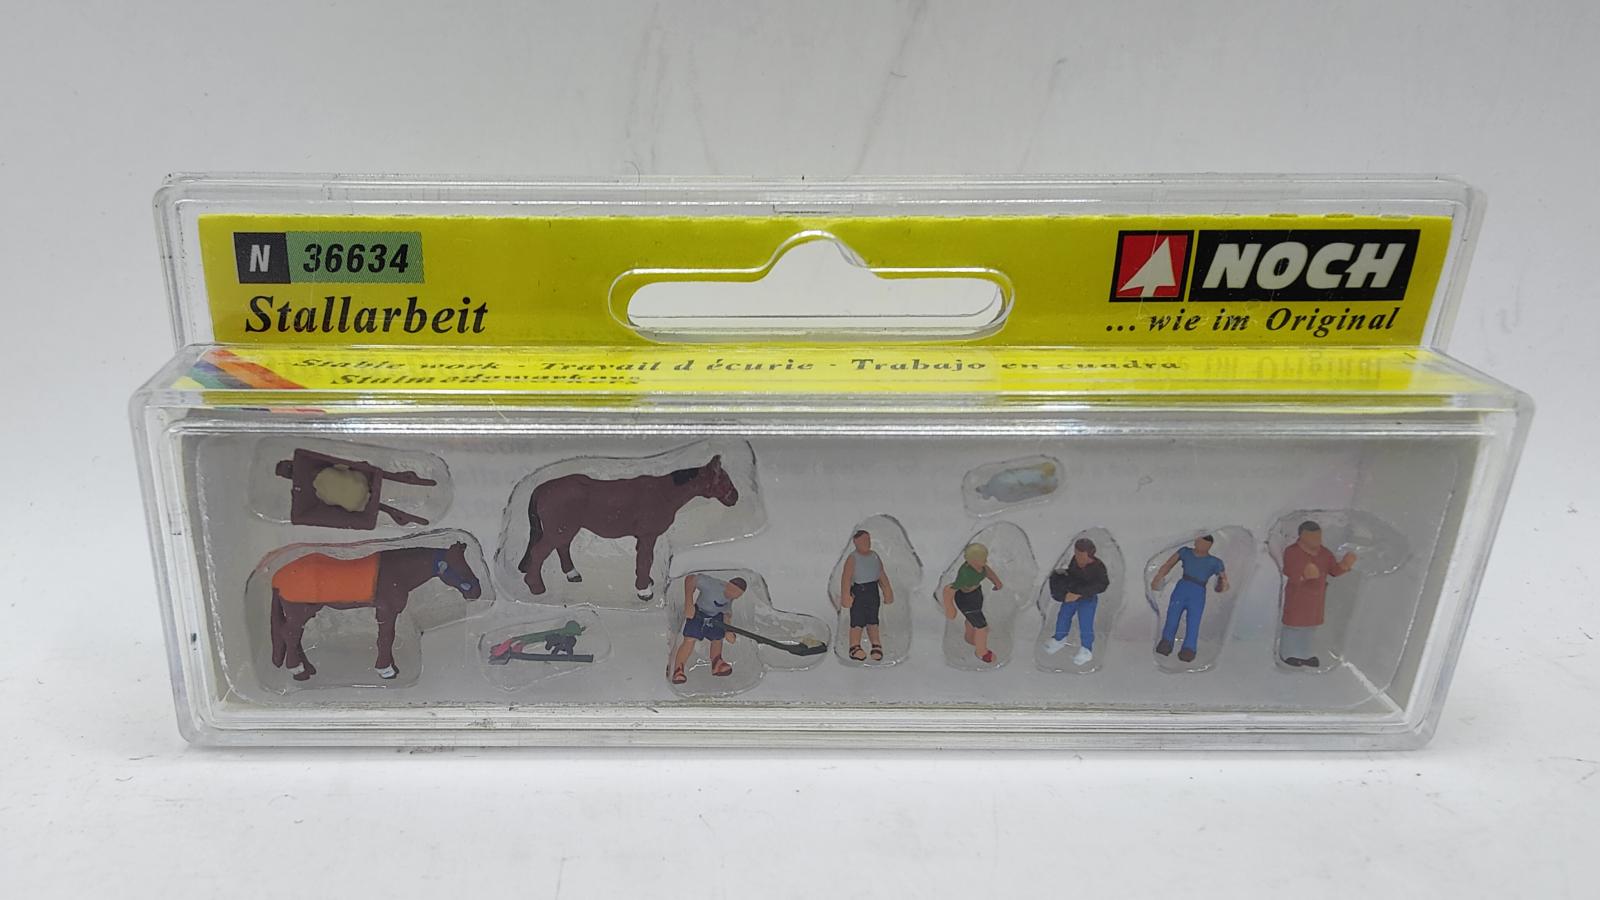 N 36634
Stallarbeit
NOCH
... wie im Original
Stable work · Travail d écurie · Trabajo en cuadra